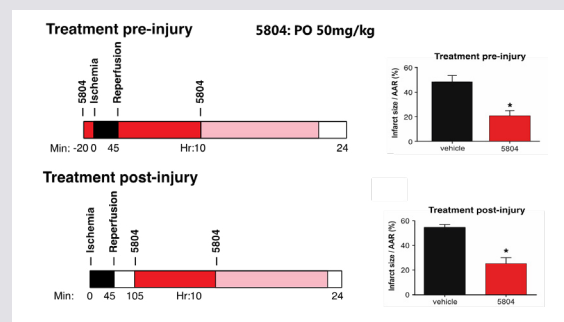 Treatment pre-injury
5804: PO 50mg/kg
5804
Ischemia
Reperfusion
5804
Min: -20 0 45 Hr:10 24
Treatment pre-injury
Infarct size / AAR (%)
60
40
20
0
*
vehicle 5804
Treatment post-injury
Ischemia
Reperfusion
5804
5804
Min: 0 45 105 Hr:10 24
Treatment post-injury
Infarct size / AAR (%)
60
40
20
0
*
vehicle 5804